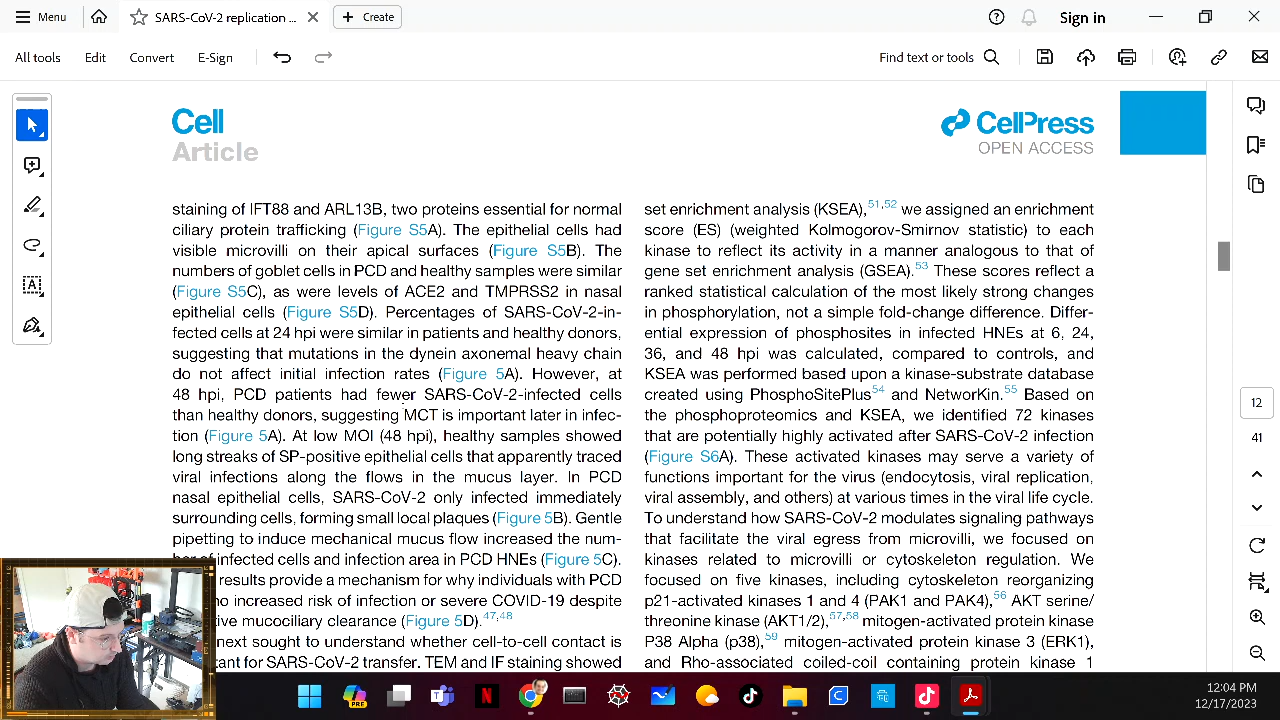 Menu
SARS-CoV-2 replication ...
Create
Sign in
All tools
Edit
Convert
E-Sign
Find text or tools
Cell
Article
CellPress
OPEN ACCESS
staining of IFT88 and ARL13B, two proteins essential for normal
ciliary protein trafficking (Figure S5A). The epithelial cells had
visible microvilli on their apical surfaces (Figure S5B). The
numbers of goblet cells in PCD and healthy samples were similar
(Figure S5C), as were levels of ACE2 and TMPRSS2 in nasal
epithelial cells (Figure S5D). Percentages of SARS-CoV-2-in-
fected cells at 24 hpi were similar in patients and healthy donors,
suggesting that mutations in the dynein axonemal heavy chain
do not affect initial infection rates (Figure 5A). However, at
48 hpi, PCD patients had fewer SARS-CoV-2-infected cells
than healthy donors, suggesting MCT is important later in infec-
tion (Figure 5A). At low MOI (48 hpi), healthy samples showed
long streaks of SP-positive epithelial cells that apparently traced
viral infections along the flows in the mucus layer. In PCD
nasal epithelial cells, SARS-CoV-2 only infected immediately
surrounding cells, forming small local plaques (Figure 5B). Gentle
pipetting to induce mechanical mucus flow increased the num-
of infected cells and infection area in PCD HNEs (Figure 5C).
results provide a mechanism for why individuals with PCD
no increased risk of infection or severe COVID-19 despite
mucociliary clearance (Figure 5D).47,48
next sought to understand whether cell-to-cell contact is
for SARS-CoV-2 transfer. TEM and IF staining showed
set enrichment analysis (KSEA),51,52 we assigned an enrichment
score (ES) (weighted Kolmogorov-Smirnov statistic) to each
kinase to reflect its activity in a manner analogous to that of
gene set enrichment analysis (GSEA).53 These scores reflect a
ranked statistical calculation of the most likely strong changes
in phosphorylation, not a simple fold-change difference. Differ-
ential expression of phosphosites in infected HNEs at 6, 24,
36, and 48 hpi was calculated, compared to controls, and
KSEA was performed based upon a kinase-substrate database
created using PhosphoSitePlus54 and NetworKin.55 Based on
the phosphoproteomics and KSEA, we identified 72 kinases
that are potentially highly activated after SARS-CoV-2 infection
(Figure S6A). These activated kinases may serve a variety of
functions important for the virus (endocytosis, viral replication,
viral assembly, and others) at various times in the viral life cycle.
To understand how SARS-CoV-2 modulates signaling pathways
that facilitate the viral egress from microvilli, we focused on
kinases related to microvilli or cytoskeleton regulation. We
focused on five kinases, including cytoskeleton reorganizing
p21-activated kinases 1 and 4 (PAK1 and PAK4),56 AKT serine/
threonine kinase (AKT1/2),57,58 mitogen-activated protein kinase
P38 Alpha (p38),59 mitogen-activated protein kinase 3 (ERK1),
and Rho-associated coiled-coil containing protein kinase 1
12
41
PRE
12:04 PM
12/17/2023